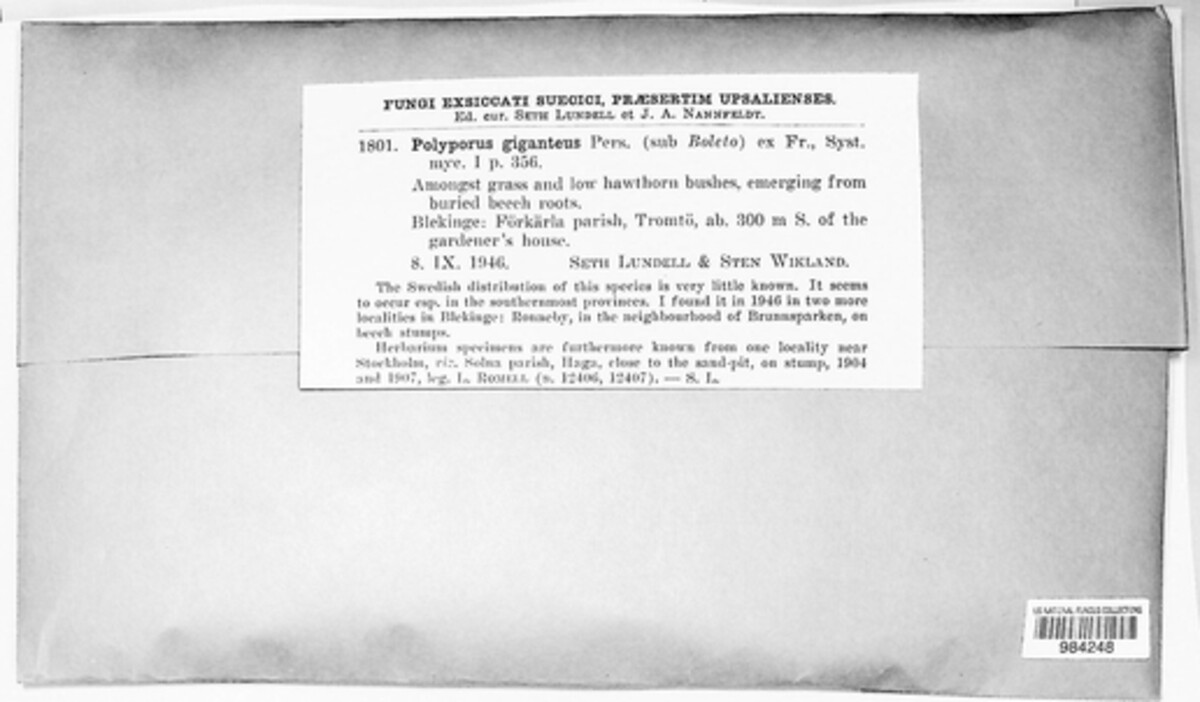 FUNGI EXSICCATI SUECICI, PRÆSERTIM UPSALIENSES.
Ed. cur. SETH LUNDELL et J. A. NANNFELDT.
1801. Polyporus giganteus Pers. (sub Boleto) ex Fr., Syst.
myc. I p. 356.
Amongst grass and low hawthorn bushes, emerging from
buried beech roots.
Blekinge: Förkärla parish, Tromtö, ab. 300 m S. of the
gardener's house.
8. IX. 1946. SETH LUNDELL & STEN WIKLAND.
The Swedish distribution of this species is very little known. It seems
to occur esp. in the southernmost provinces. I found it in 1946 in two more
localities in Blekinge: Ronneby, in the neighbourhood of Brunnsparken, on
beech stumps.
Herbarium specimens are furthermore known from one locality near
Stockholm, viz. Solna parish, Haga, close to the sand-pit, on stump, 1904
and 1907, leg. L. ROMELL (n. 12406, 12407). — S. L.
US NATIONAL FUNGUS COLLECTIONS
984248